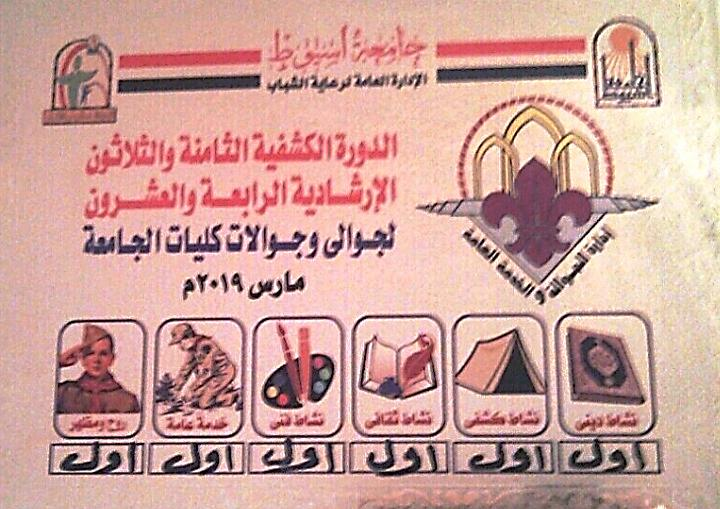 جامعة أسيوط
الإدارة العامة لرعاية الشباب
الدورة الكشفية الثامنة والثلاثون
الإرشادية الرابعة والعشرون
لجوالى وجوالات كليات الجامعة
مارس ٢٠١٩م
إدارة الجوالة والخدمة العامة
نشاط دينى
نشاط كشفى
نشاط ثقافى
نشاط فنى
خدمة عامة
ومظهر
اول
اول
اول
اول
اول
اول